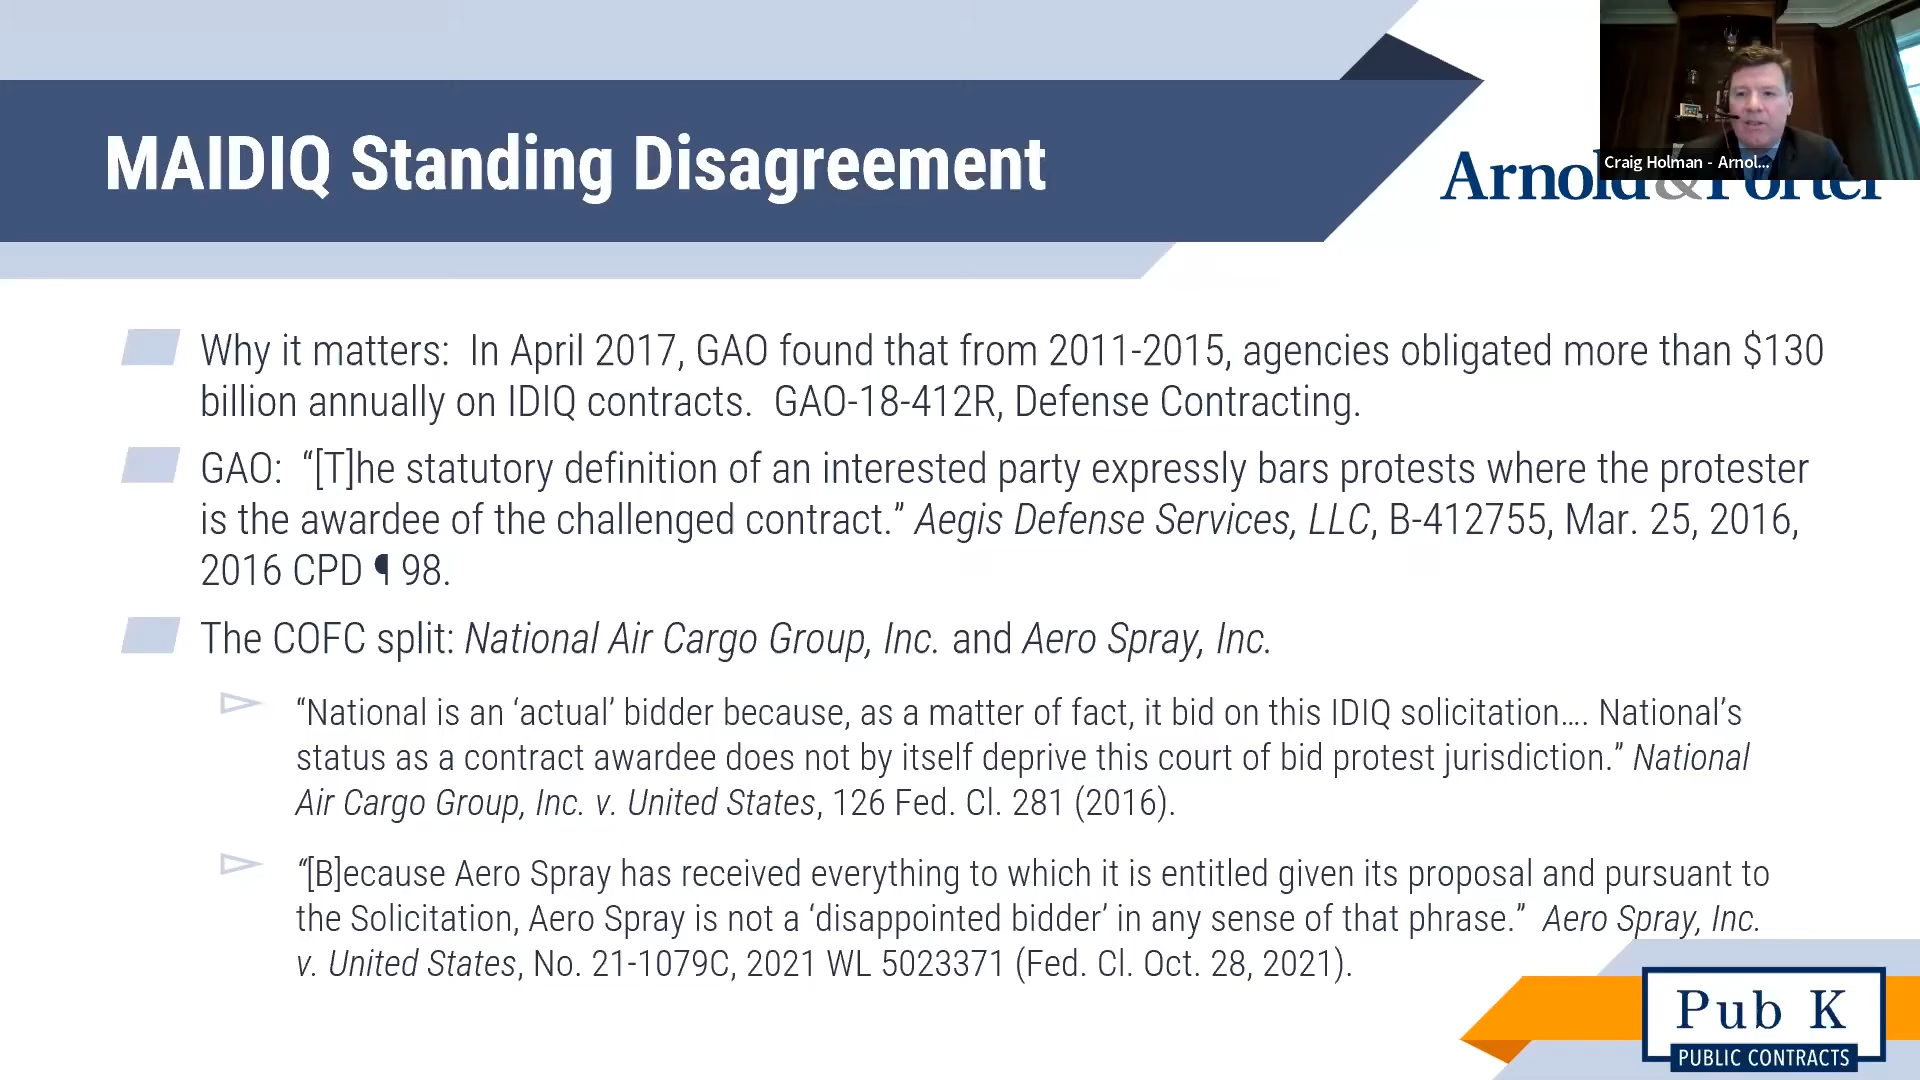 MAIDIQ Standing Disagreement
Craig Holman - Arnol...
Arnold&Porter
Why it matters:  In April 2017, GAO found that from 2011-2015, agencies obligated more than $130
billion annually on IDIQ contracts.  GAO-18-412R, Defense Contracting.
GAO:  “[T]he statutory definition of an interested party expressly bars protests where the protester
is the awardee of the challenged contract.” Aegis Defense Services, LLC, B-412755, Mar. 25, 2016,
2016 CPD ¶ 98.
The COFC split: National Air Cargo Group, Inc. and Aero Spray, Inc.
“National is an ‘actual’ bidder because, as a matter of fact, it bid on this IDIQ solicitation…. National’s
status as a contract awardee does not by itself deprive this court of bid protest jurisdiction.” National
Air Cargo Group, Inc. v. United States, 126 Fed. Cl. 281 (2016).
“[B]ecause Aero Spray has received everything to which it is entitled given its proposal and pursuant to
the Solicitation, Aero Spray is not a ‘disappointed bidder’ in any sense of that phrase.”  Aero Spray, Inc.
v. United States, No. 21-1079C, 2021 WL 5023371 (Fed. Cl. Oct. 28, 2021).
Pub K
PUBLIC CONTRACTS